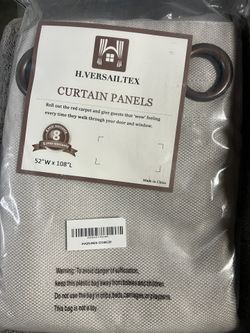 H.VERSAILTEX
CURTAIN PANELS
Roll out the red carpet and give guests that 'wow' feeling
every time they walk through your door and window.
8
52"W x 108"L
Made in China
Warning: To avoid danger of suffocation,
keep this plastic bag away from babies and children.
Do not use the bag in cribs, beds, carriages, or playpens.
This bag is not a toy.